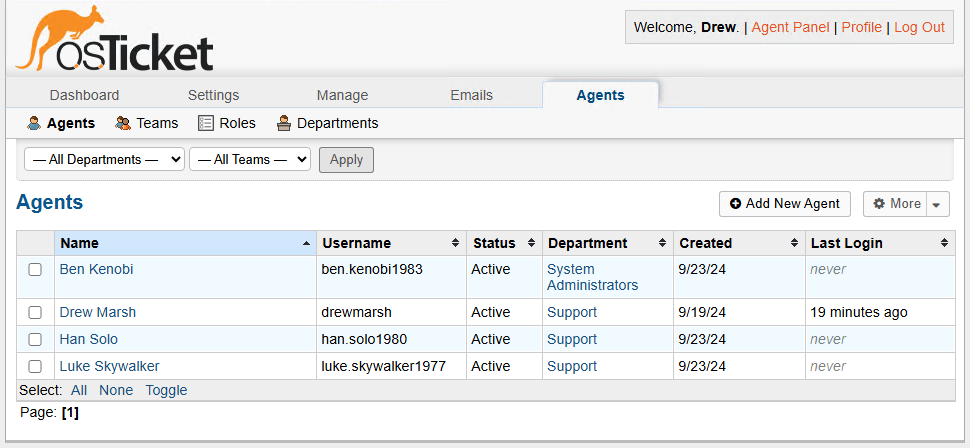 osTicket
Welcome, Drew. | Agent Panel | Profile | Log Out
Dashboard Settings Manage Emails Agents
Agents Teams Roles Departments
— All Departments — — All Teams — Apply
Agents
Add New Agent More
Name Username Status Department Created Last Login
Ben Kenobi ben.kenobi1983 Active System Administrators 9/23/24 never
Drew Marsh drewmarsh Active Support 9/19/24 19 minutes ago
Han Solo han.solo1980 Active Support 9/23/24 never
Luke Skywalker luke.skywalker1977 Active Support 9/23/24 never
Select: All None Toggle
Page: [1]